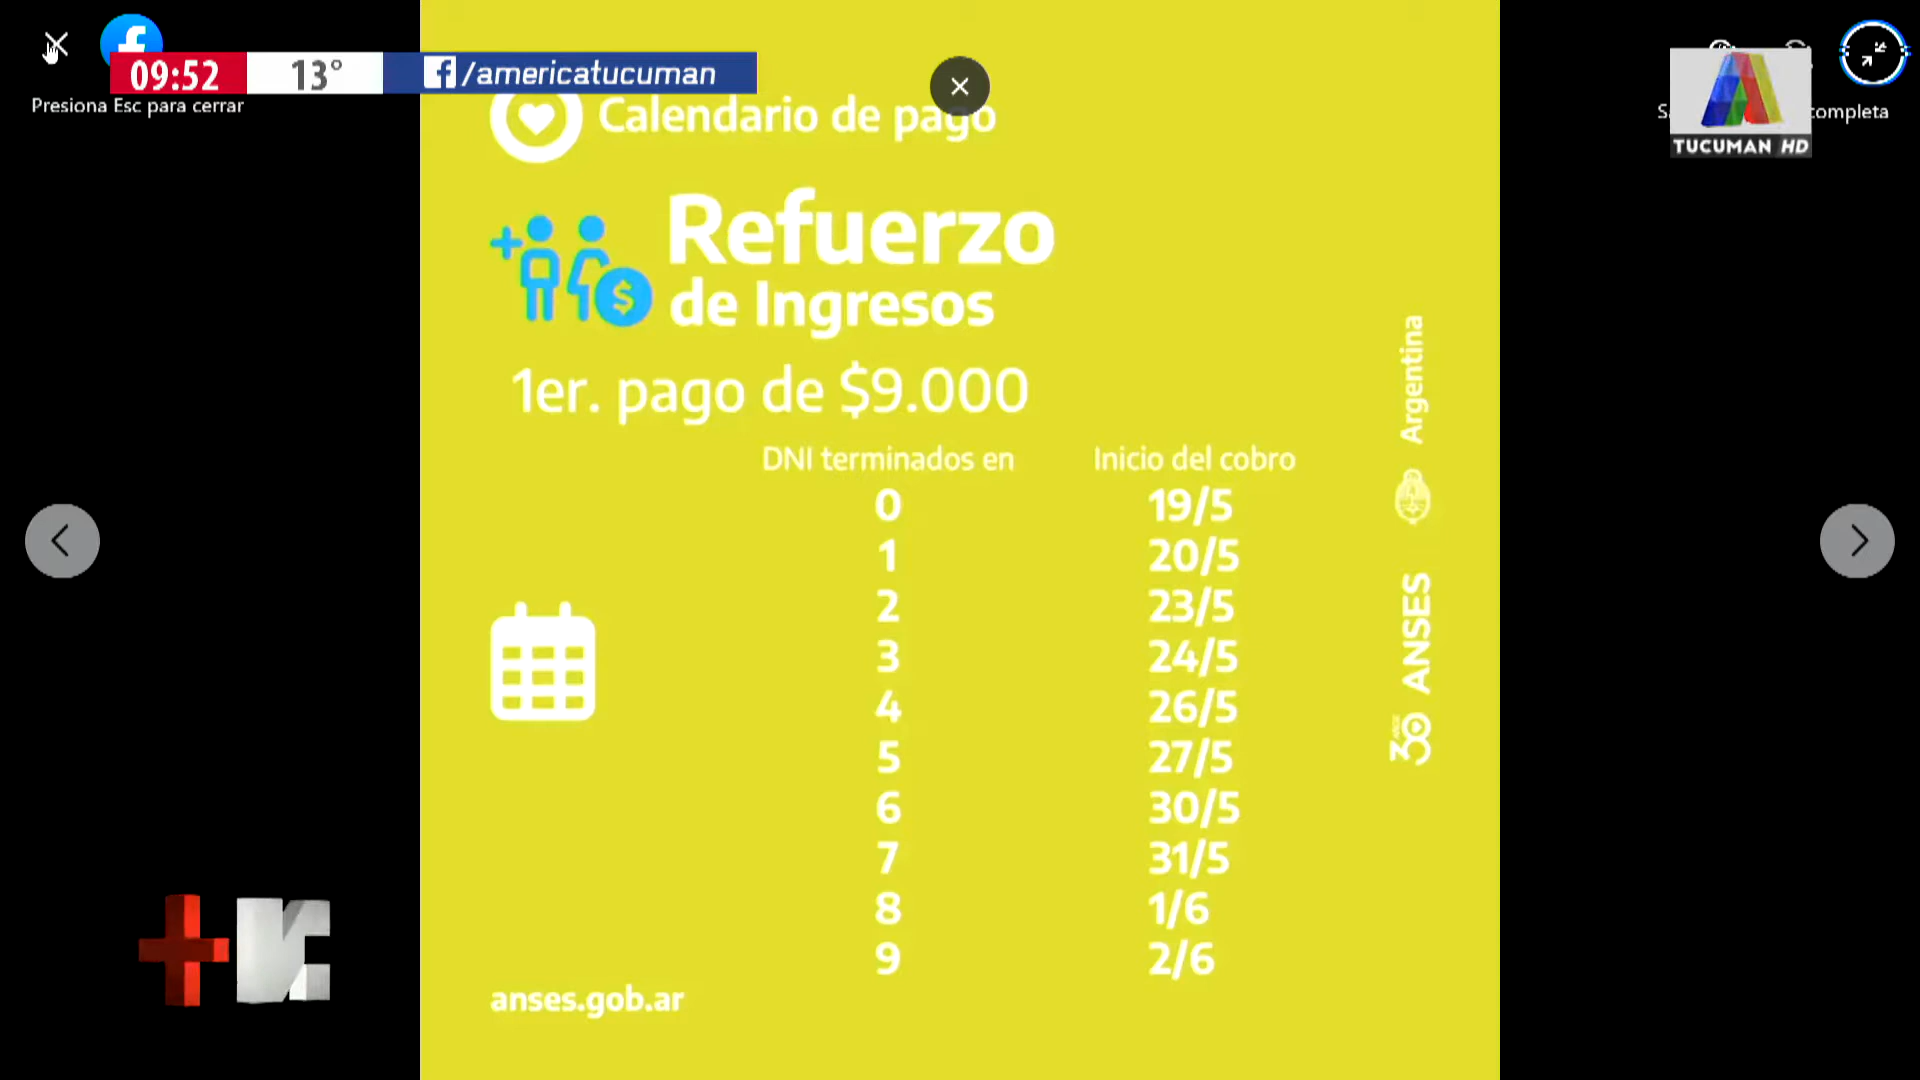 09:52
13°
/americatucuman
Presiona Esc para cerrar
completa
TUCUMAN HD
Calendario de pago
Refuerzo
de Ingresos
1er. pago de $9.000
DNI terminados en
Inicio del cobro
0 19/5
1 20/5
2 23/5
3 24/5
4 26/5
5 27/5
6 30/5
7 31/5
8 1/6
9 2/6
anses.gob.ar
Argentina
ANSES
30